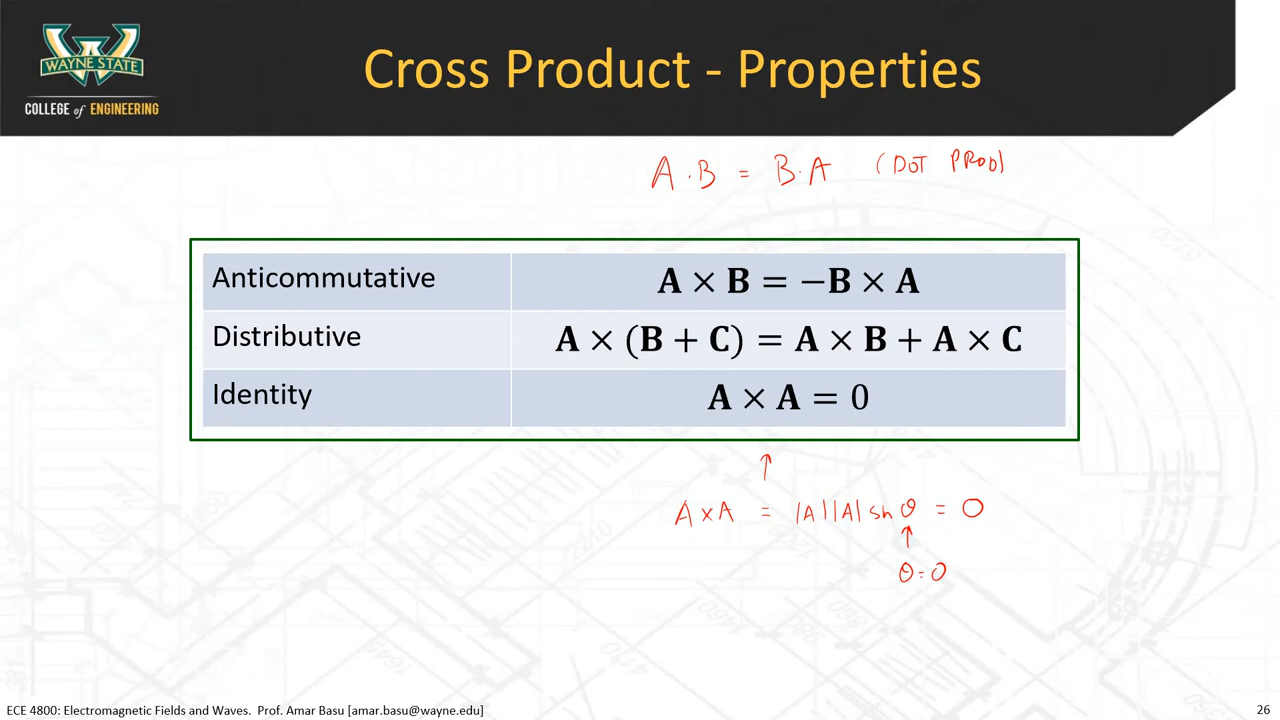 WAYNE STATE
COLLEGE of ENGINEERING
Cross Product - Properties
A · B = B · A (DOT PROD)
Anticommutative A × B = −B × A
Distributive A × (B + C) = A × B + A × C
Identity A × A = 0
↑
A × A = |A| |A| sin θ = 0
↑
θ = 0
ECE 4800: Electromagnetic Fields and Waves. Prof. Amar Basu [amar.basu@wayne.edu]
26